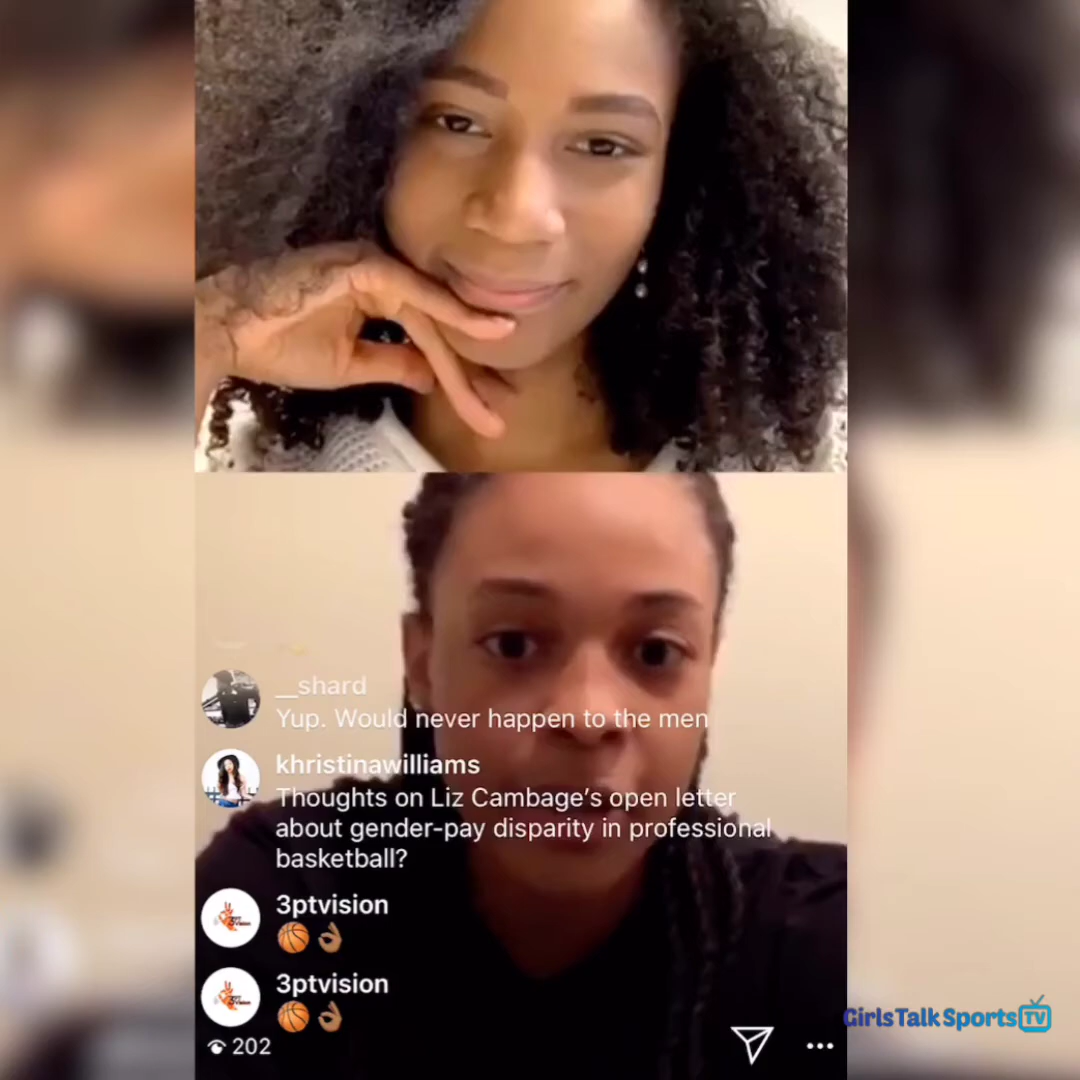 __shard
Yup. Would never happen to the men
khristinawilliams
Thoughts on Liz Cambage’s open letter
about gender-pay disparity in professional
basketball?
3ptvision
🏀👌🏽
3ptvision
🏀👌🏽
202
GirlsTalkSportsTV